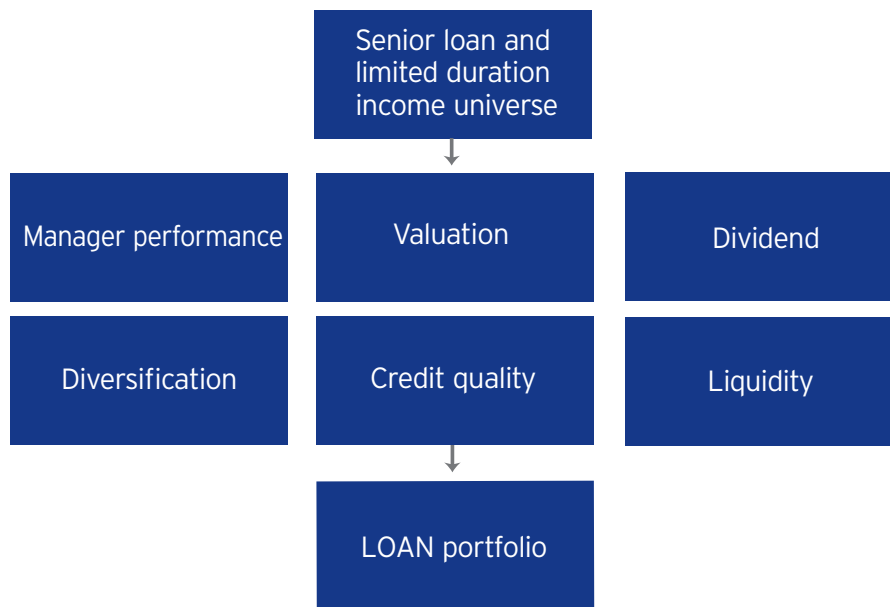 Senior loan and
limited duration
income universe
Manager performance
Valuation
Dividend
Diversification
Credit quality
Liquidity
LOAN portfolio